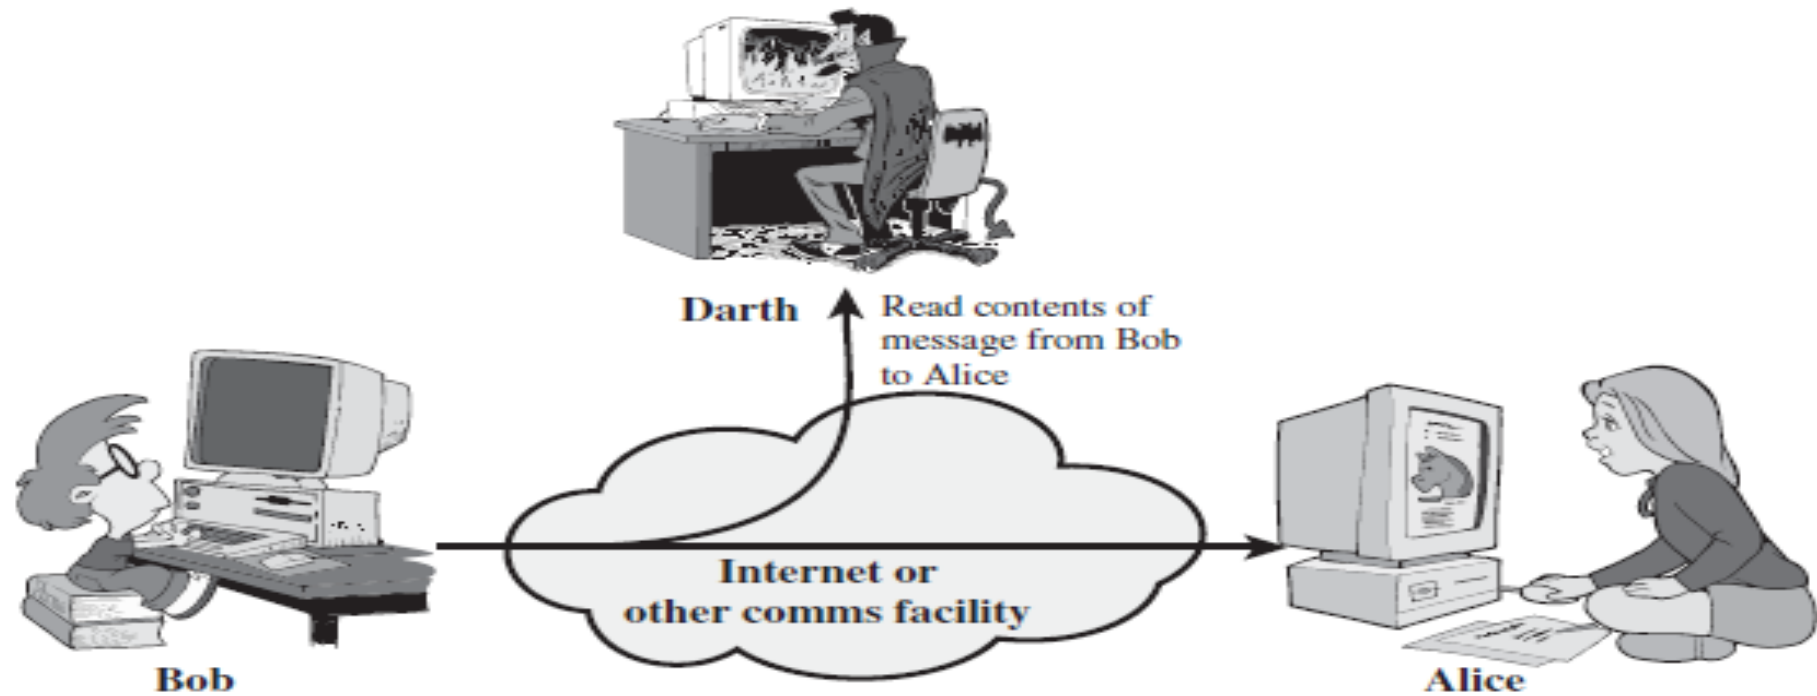 Darth
Read contents of
message from Bob
to Alice
Internet or
other comms facility
Bob
Alice